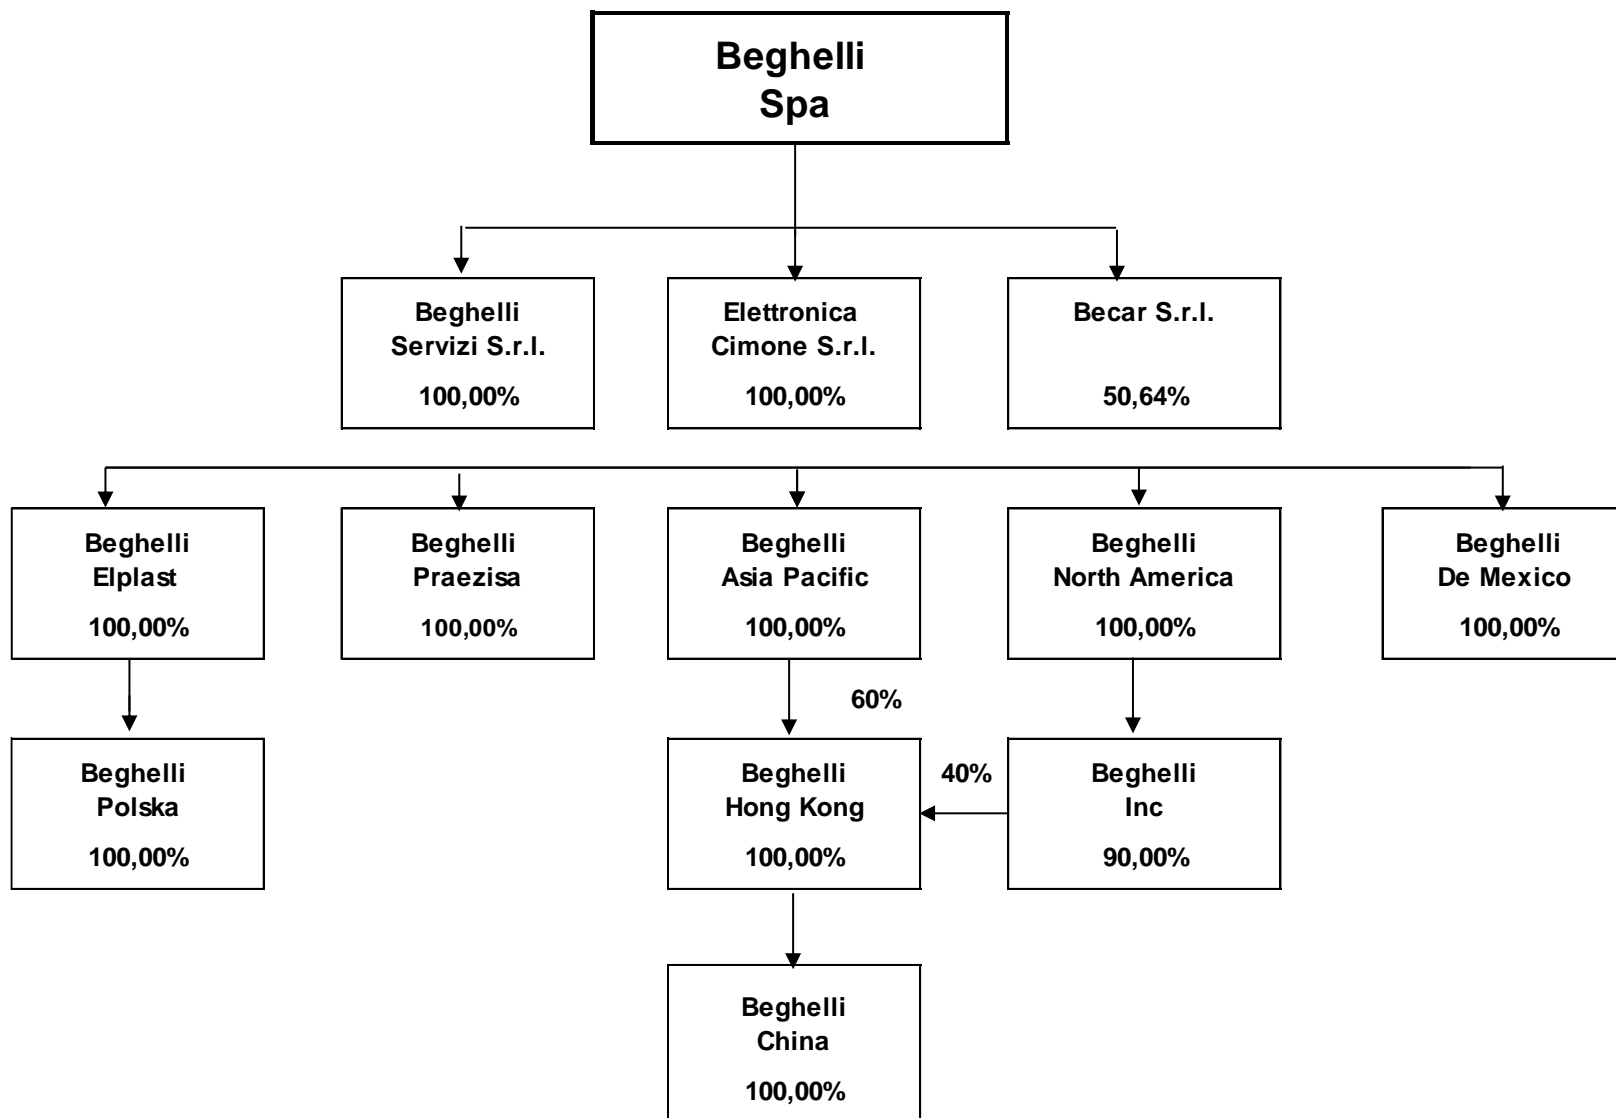 Beghelli
Spa
Beghelli
Servizi S.r.l.
100,00%
Elettronica
Cimone S.r.l.
100,00%
Becar S.r.l.
50,64%
Beghelli
Elplast
100,00%
Beghelli
Praezisa
100,00%
Beghelli
Asia Pacific
100,00%
Beghelli
North America
100,00%
Beghelli
De Mexico
100,00%
60%
Beghelli
Polska
100,00%
Beghelli
Hong Kong
100,00%
40%
Beghelli
Inc
90,00%
Beghelli
China
100,00%